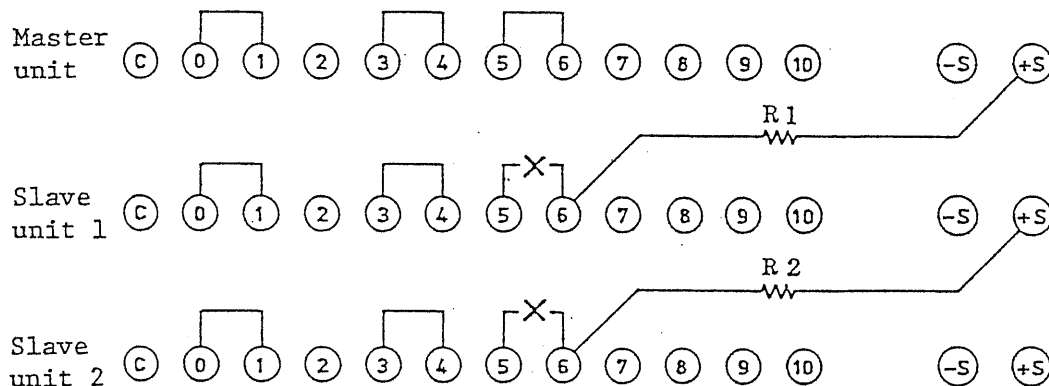 Master unit
C 0 1 2 3 4 5 6 7 8 9 10 -S +S
R1
Slave unit 1
C 0 1 2 3 4 5 6 7 8 9 10 -S +S
R2
Slave unit 2
C 0 1 2 3 4 5 6 7 8 9 10 -S +S